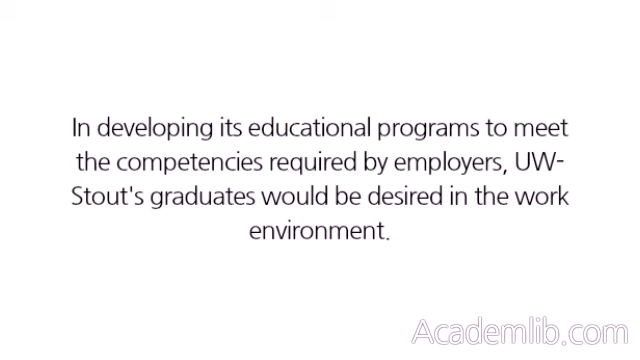 In developing its educational programs to meet
the competencies required by employers, UW-
Stout's graduates would be desired in the work
environment.
Academlib.com